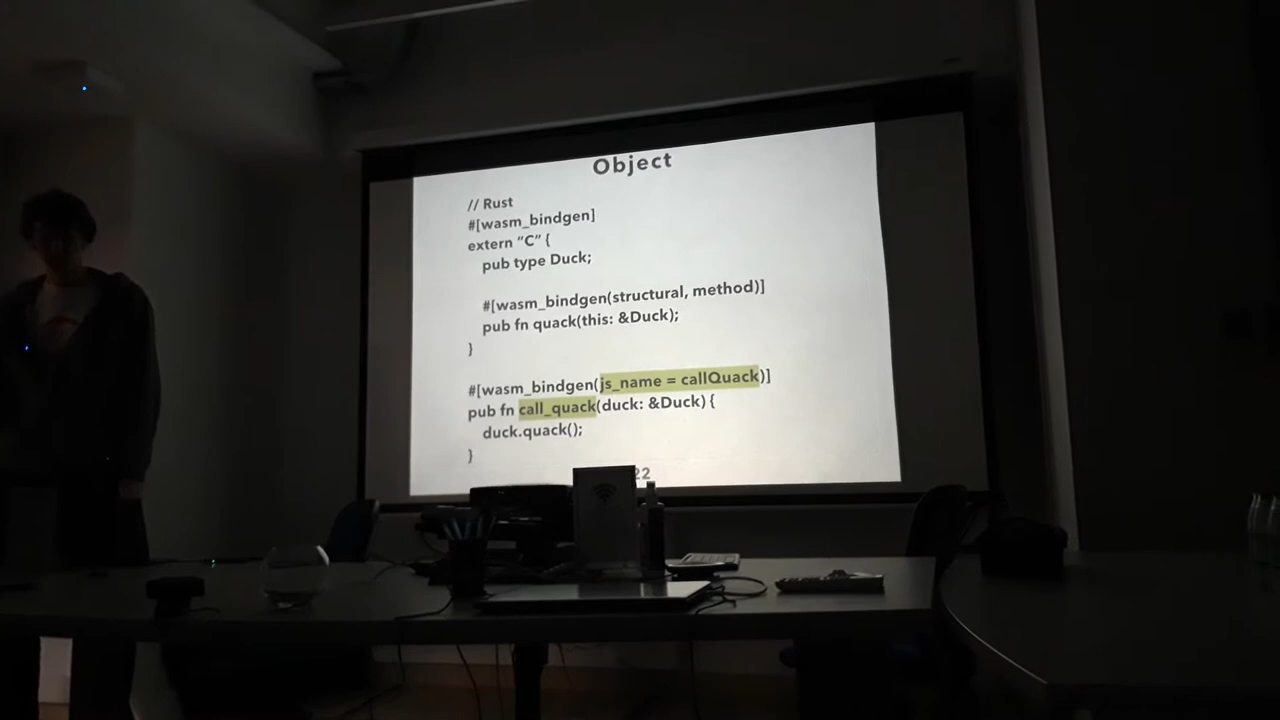 Object
// Rust
#[wasm_bindgen]
extern “C” {
pub type Duck;
#[wasm_bindgen(structural, method)]
pub fn quack(this: &Duck);
}
#[wasm_bindgen(js_name = callQuack)]
pub fn call_quack(duck: &Duck) {
duck.quack();
}
22